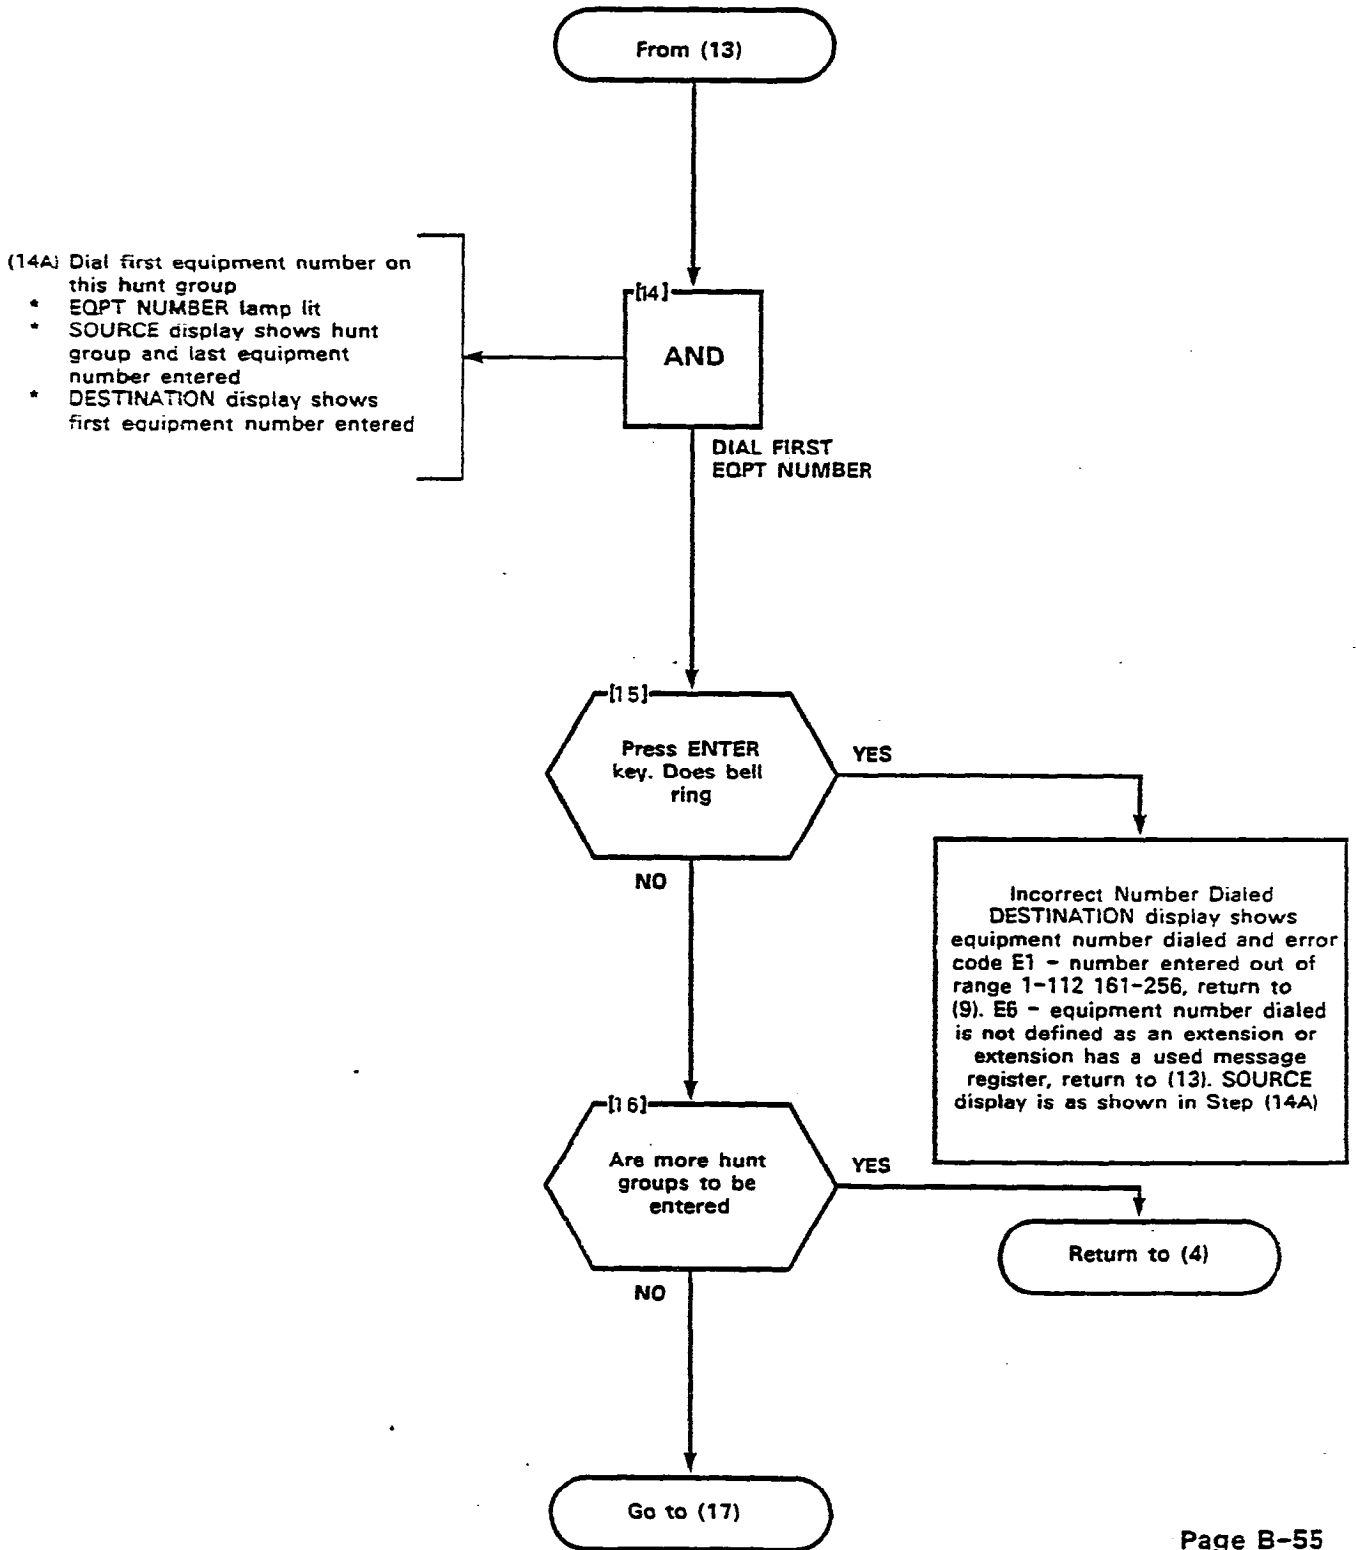 From (13)
(14A) Dial first equipment number on
this hunt group
* EQPT NUMBER lamp lit
* SOURCE display shows hunt
group and last equipment
number entered
* DESTINATION display shows
first equipment number entered
[14]
AND
DIAL FIRST
EQPT NUMBER
[15]
Press ENTER
key. Does bell
ring
YES
NO
Incorrect Number Dialed
DESTINATION display shows
equipment number dialed and error
code E1 - number entered out of
range 1-112 161-256, return to
(9). E6 - equipment number dialed
is not defined as an extension or
extension has a used message
register, return to (13). SOURCE
display is as shown in Step (14A)
[16]
Are more hunt
groups to be
entered
YES
Return to (4)
NO
Go to (17)
Page B-55